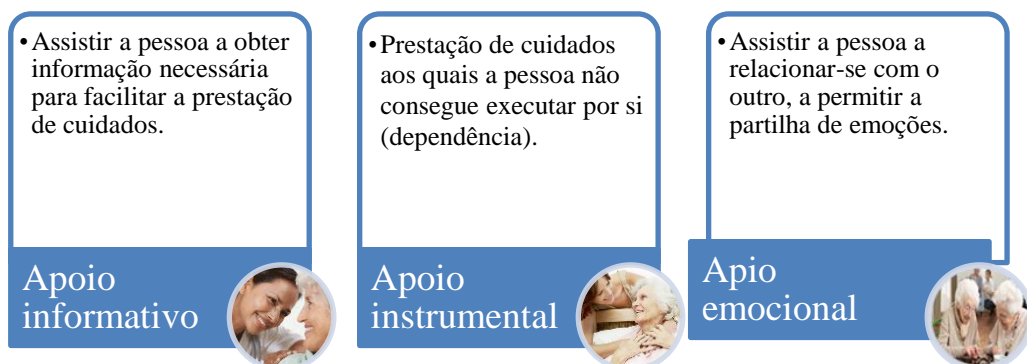 •Assistir a pessoa a obter
informação necessária
para facilitar a prestação
de cuidados.
Apoio
informativo
•Prestação de cuidados
aos quais a pessoa não
consegue executar por si
(dependência).
Apoio
instrumental
•Assistir a pessoa a
relacionar-se com o
outro, a permitir a
partilha de emoções.
Apio
emocional